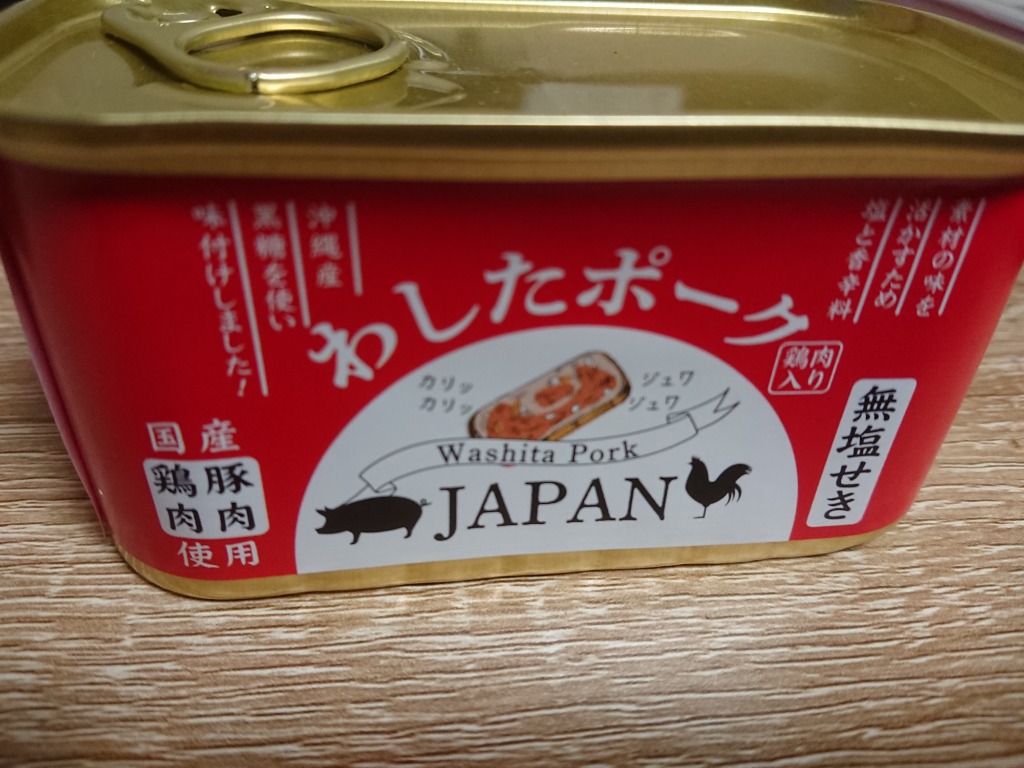 沖縄産
黒糖を使い
味付けしました！
素材の味を
活かすため
塩と香辛料
わしたポーク
鶏肉
入り
カリッ
カリッ
ジュワ
ジュワ
Washita Pork
JAPAN
無塩せき
国産
豚肉
鶏肉
使用